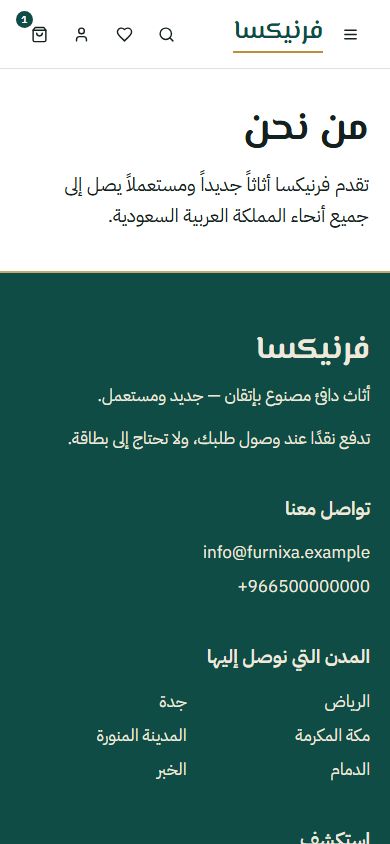 فرنيكسا
1
من نحن
تقدم فرنيكسا أثاثاً جديداً ومستعملاً يصل إلى
جميع أنحاء المملكة العربية السعودية.
فرنيكسا
أثاث دافئ مصنوع بإتقان — جديد ومستعمل.
تدفع نقدًا عند وصول طلبك، ولا تحتاج إلى بطاقة.
تواصل معنا
info@furnixa.example
+966500000000
المدن التي نوصل إليها
الرياض جدة
مكة المكرمة المدينة المنورة
الدمام الخبر
استكشف